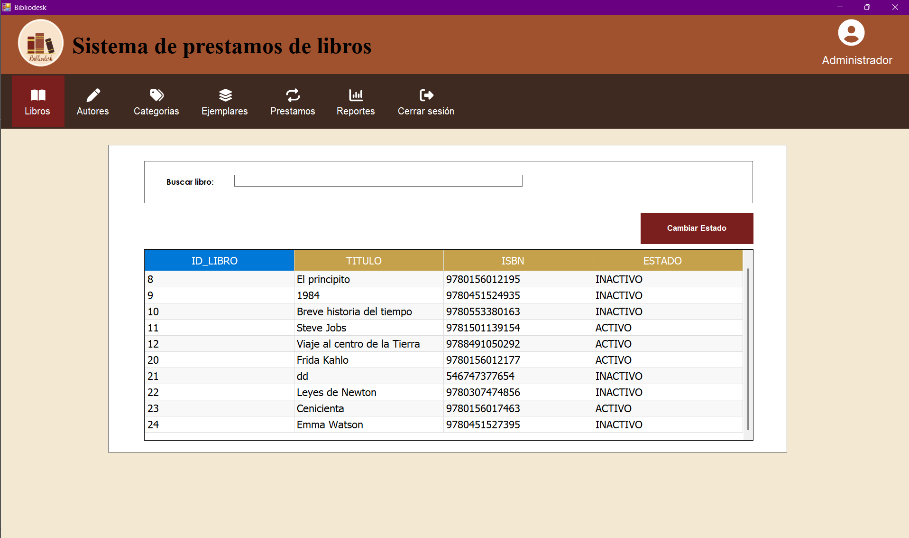 Bibliodesk
Bibliodesk
Sistema de prestamos de libros
Administrador
Libros Autores Categorias Ejemplares Prestamos Reportes Cerrar sesión
Buscar libro:
Cambiar Estado
ID_LIBRO TITULO ISBN ESTADO
8 El principito 9780156012195 INACTIVO
9 1984 9780451524935 INACTIVO
10 Breve historia del tiempo 9780553380163 INACTIVO
11 Steve Jobs 9781501139154 ACTIVO
12 Viaje al centro de la Tierra 9788491050292 ACTIVO
20 Frida Kahlo 9780156012177 ACTIVO
21 dd 546747377654 INACTIVO
22 Leyes de Newton 9780307474856 INACTIVO
23 Cenicienta 9780156017463 ACTIVO
24 Emma Watson 9780451527395 INACTIVO